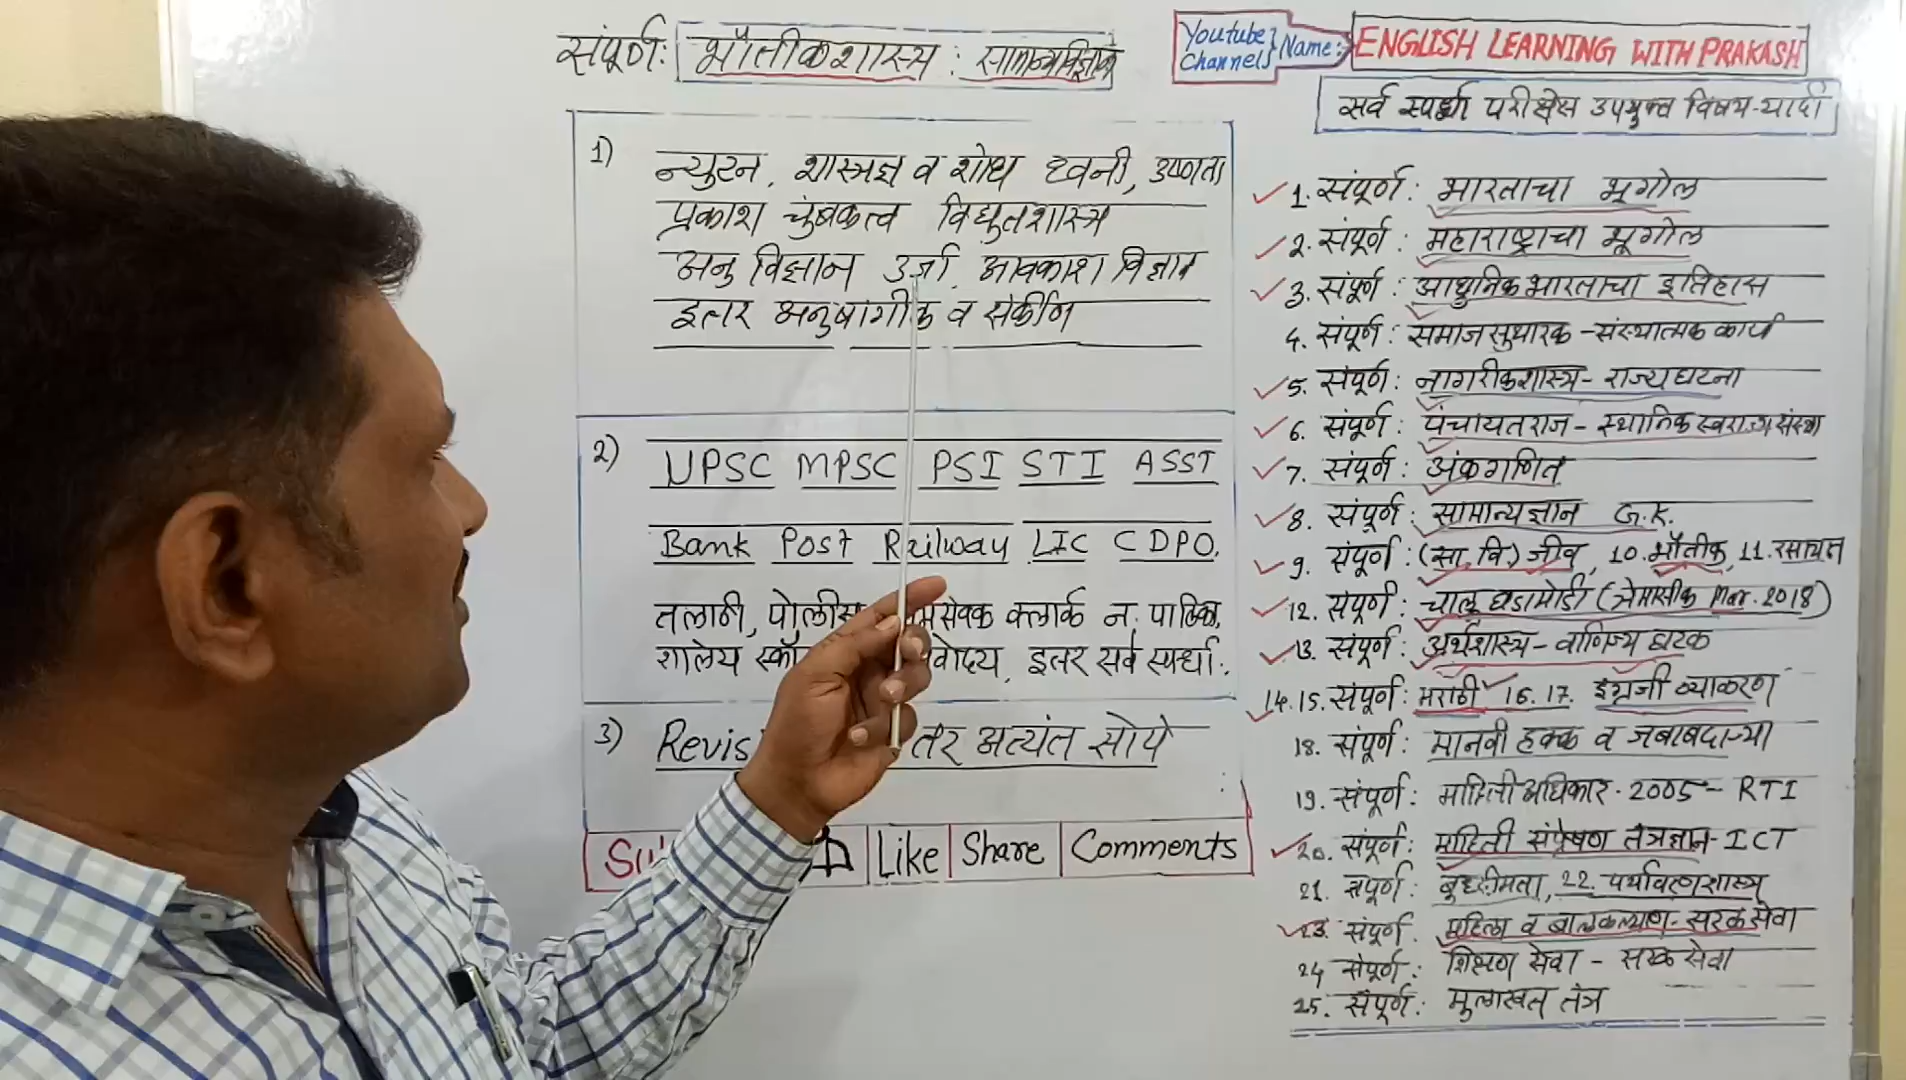 संपूर्ण: भौतीकशास्त्र : सामान्यविज्ञान
Youtube Channels Name: ENGLISH LEARNING WITH PRAKASH
सर्व स्पर्धा परीक्षेस उपयुक्त विषय-यादी
1) न्युटन. शास्त्रज्ञ व शोध ध्वनी, उष्णता
प्रकाश चुंबकत्व विद्युतशास्त्र
अनु विज्ञान उर्जा. अवकाश विज्ञान
इतर अनुषांगीक व संकीर्ण
2) UPSC MPSC PSI STI ASST
Bank Post Railway LIC CDPO.
तलाठी, पोलीस सेवक क्लार्क न. पालिका,
शालेय इतर सर्व स्पर्धा.
3) तर अत्यंत सोपे
Like Share Comments
1. संपूर्ण: भारताचा भूगोल
2. संपूर्ण: महाराष्ट्राचा भूगोल
3. संपूर्ण: आधुनिक भारताचा इतिहास
4. संपूर्ण: समाजसुधारक - संस्थात्मक कार्य
5. संपूर्ण: नागरीकशास्त्र - राज्यघटना
6. संपूर्ण: पंचायतराज - स्थानिक स्वराज्य संस्था
7. संपूर्ण: अंकगणित
8. संपूर्ण: सामान्यज्ञान G.K.
9. संपूर्ण: (सा. वि.) जीव, 10. भौतीक, 11. रसायन
12. संपूर्ण: चालू घडामोडी (त्रैमासीक Mar. 2018)
13. संपूर्ण: अर्थशास्त्र - वाणिज्य घटक
14. 15. संपूर्ण: मराठी 16. 17. इंग्रजी व्याकरण
18. संपूर्ण: मानवी हक्क व जबाबदाऱ्या
19. संपूर्ण: माहिती अधिकार. 2005 - RTI
20. संपूर्ण: माहिती संप्रेषण तंत्रज्ञान - ICT
21. संपूर्ण: बुध्दीमत्ता, 22. पर्यावरणशास्त्र
23. संपूर्ण. महिला व बालकल्याण - सरळसेवा
24 संपूर्ण: शिक्षण सेवा - सरळ सेवा
25. संपूर्ण: मुलाखत तंत्र